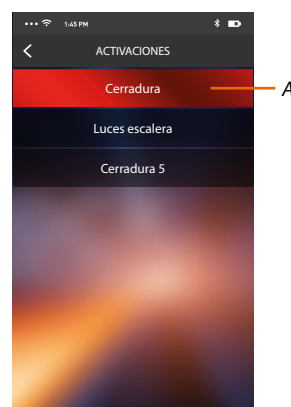 1:45 PM
ACTIVACIONES
Cerradura
A
Luces escalera
Cerradura 5